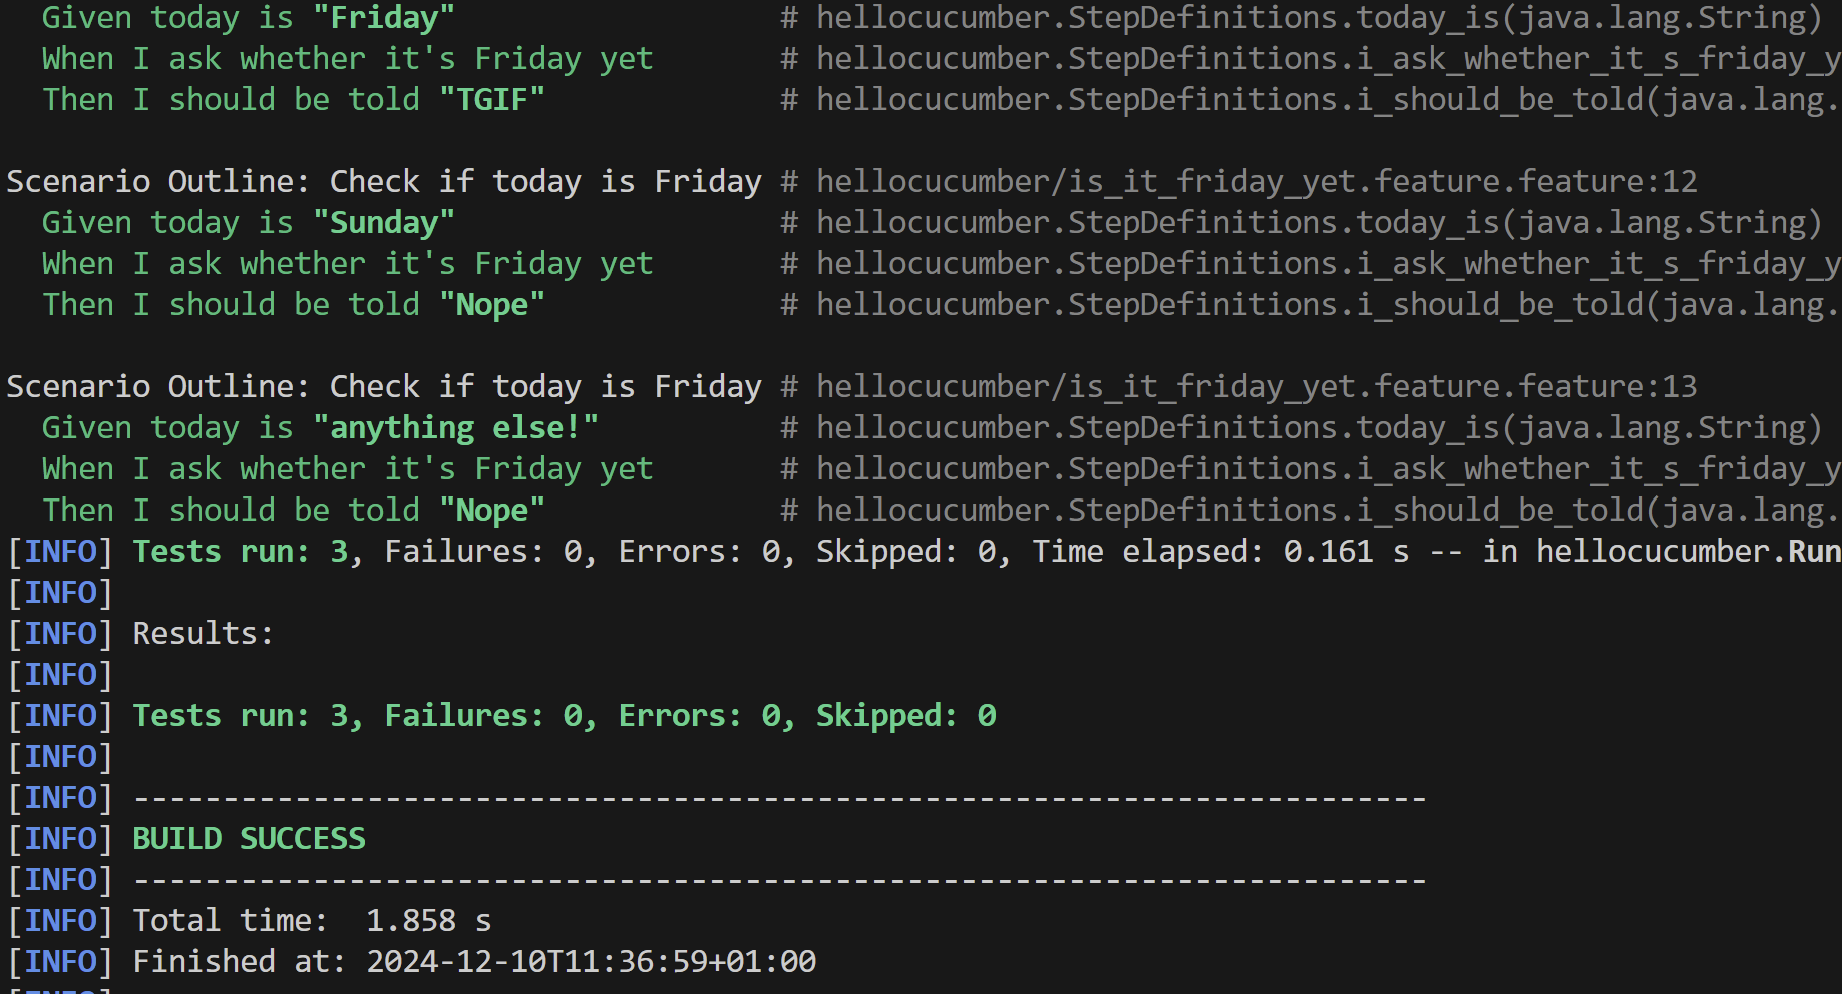 Given today is "Friday" # hellocucumber.StepDefinitions.today_is(java.lang.String)
When I ask whether it's Friday yet # hellocucumber.StepDefinitions.i_ask_whether_it_s_friday_y
Then I should be told "TGIF" # hellocucumber.StepDefinitions.i_should_be_told(java.lang.
Scenario Outline: Check if today is Friday # hellocucumber/is_it_friday_yet.feature.feature:12
Given today is "Sunday" # hellocucumber.StepDefinitions.today_is(java.lang.String)
When I ask whether it's Friday yet # hellocucumber.StepDefinitions.i_ask_whether_it_s_friday_y
Then I should be told "Nope" # hellocucumber.StepDefinitions.i_should_be_told(java.lang.
Scenario Outline: Check if today is Friday # hellocucumber/is_it_friday_yet.feature.feature:13
Given today is "anything else!" # hellocucumber.StepDefinitions.today_is(java.lang.String)
When I ask whether it's Friday yet # hellocucumber.StepDefinitions.i_ask_whether_it_s_friday_y
Then I should be told "Nope" # hellocucumber.StepDefinitions.i_should_be_told(java.lang.
[INFO] Tests run: 3, Failures: 0, Errors: 0, Skipped: 0, Time elapsed: 0.161 s -- in hellocucumber.Run
[INFO]
[INFO] Results:
[INFO]
[INFO] Tests run: 3, Failures: 0, Errors: 0, Skipped: 0
[INFO]
[INFO] ------------------------------------------------------------------------
[INFO] BUILD SUCCESS
[INFO] ------------------------------------------------------------------------
[INFO] Total time:  1.858 s
[INFO] Finished at: 2024-12-10T11:36:59+01:00